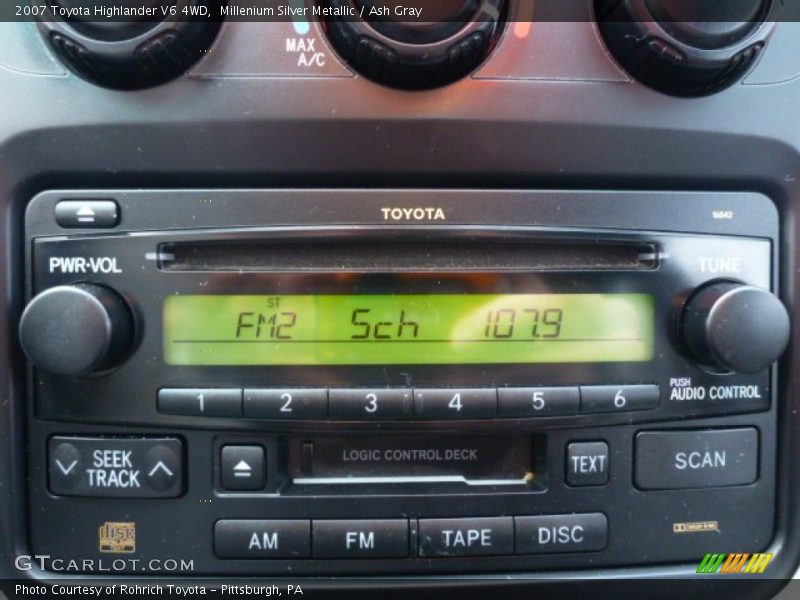 2007 Toyota Highlander V6 4WD, Millenium Silver Metallic / Ash Gray
MAX
A/C
TOYOTA
16842
PWR·VOL
TUNE
ST
FM2 5ch 107.9
PUSH
AUDIO CONTROL
1 2 3 4 5 6
SEEK
TRACK
LOGIC CONTROL DECK
TEXT
SCAN
AM FM TAPE DISC
GTCARLOT.COM
Photo Courtesy of Rohrich Toyota - Pittsburgh, PA